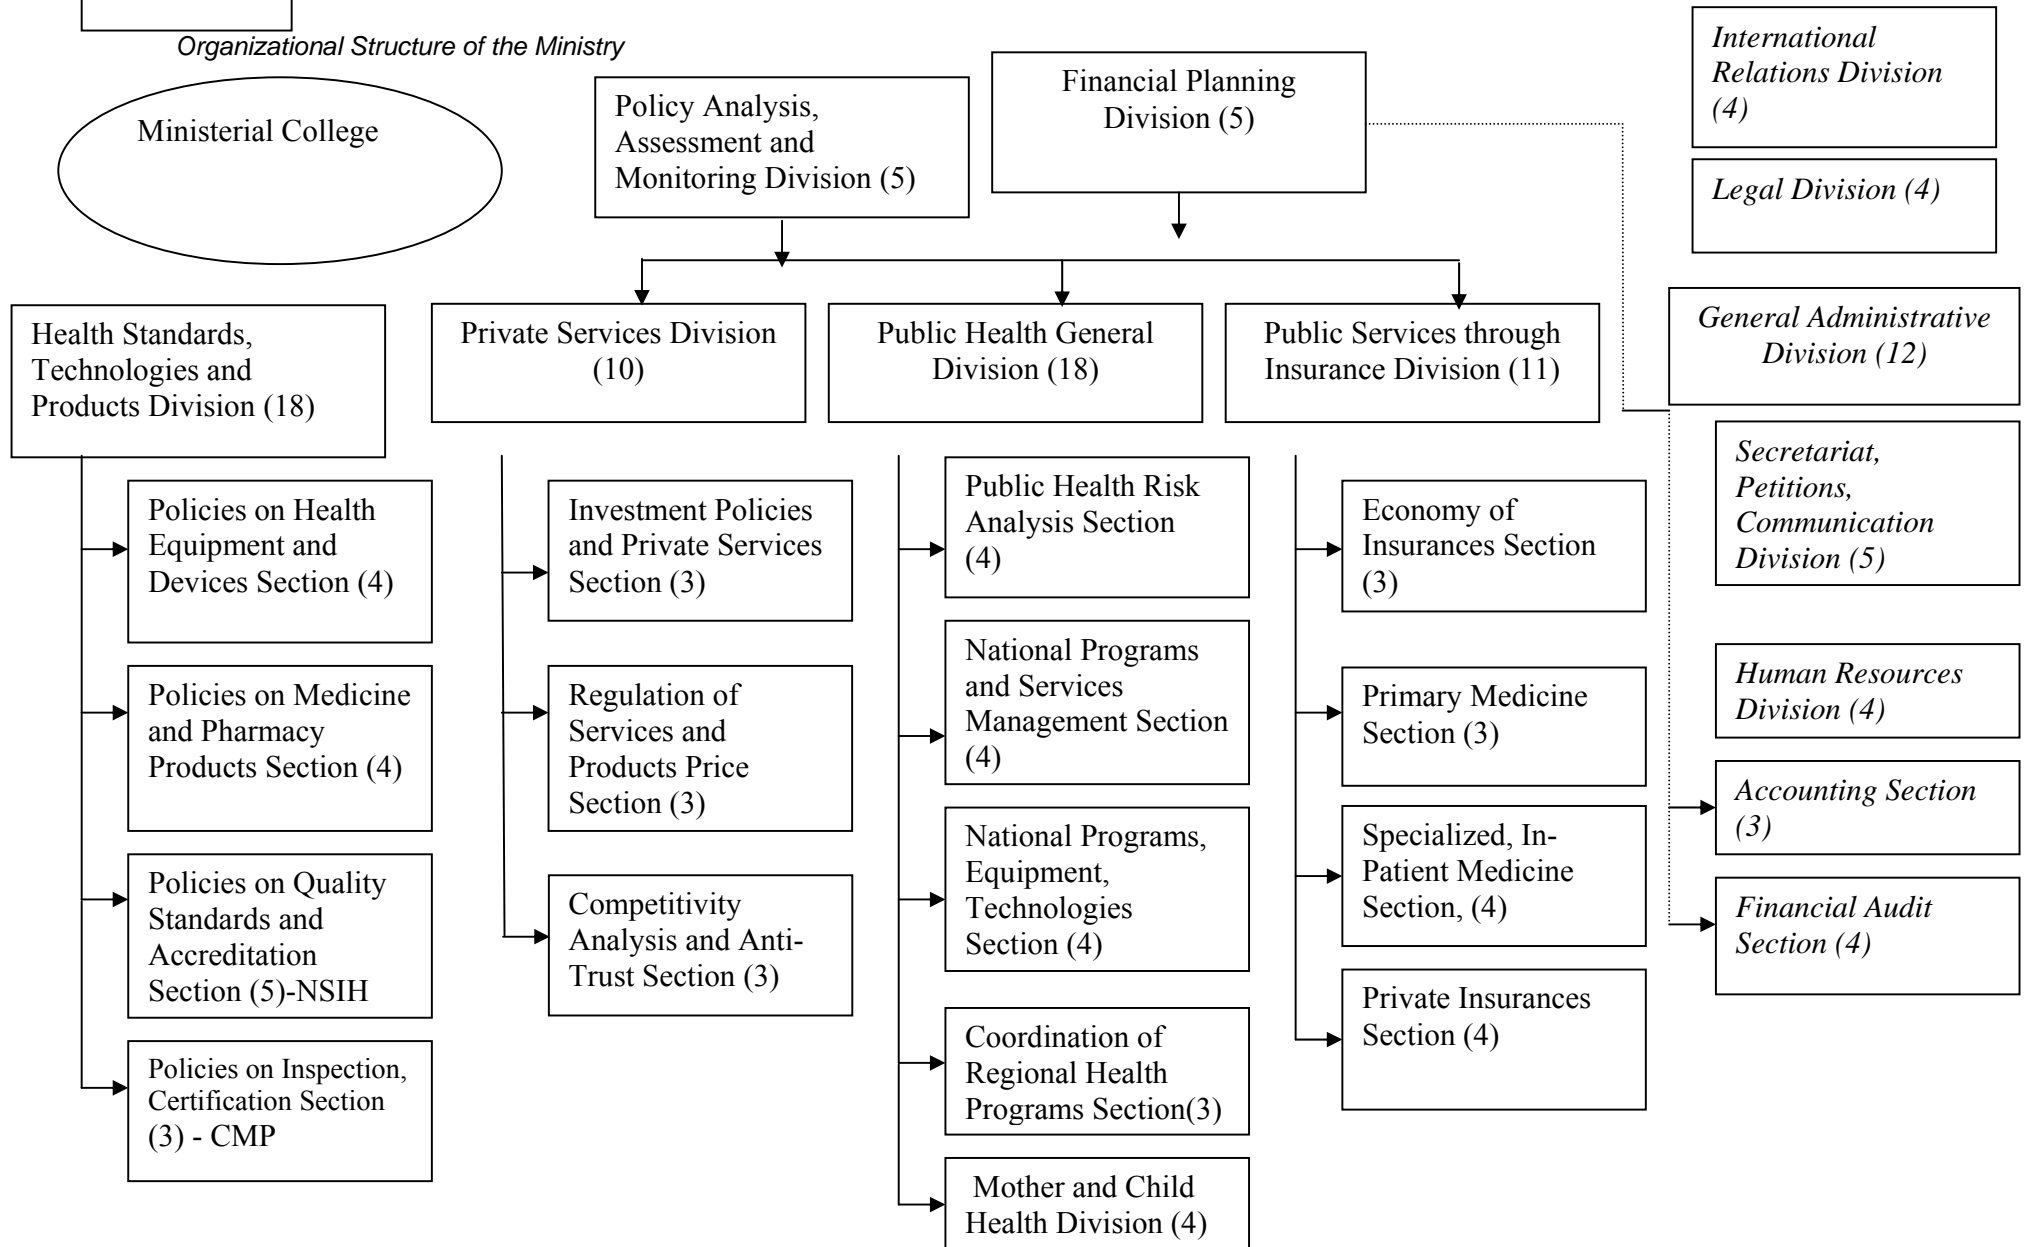 Organizational Structure of the Ministry
Ministerial College
Policy Analysis,
Assessment and
Monitoring Division (5)
Financial Planning
Division (5)
International
Relations Division
(4)
Legal Division (4)
Health Standards,
Technologies and
Products Division (18)
Private Services Division
(10)
Public Health General
Division (18)
Public Services through
Insurance Division (11)
General Administrative
Division (12)
Policies on Health
Equipment and
Devices Section (4)
Policies on Medicine
and Pharmacy
Products Section (4)
Policies on Quality
Standards and
Accreditation
Section (5)-NSIH
Policies on Inspection,
Certification Section
(3) - CMP
Investment Policies
and Private Services
Section (3)
Regulation of
Services and
Products Price
Section (3)
Competitivity
Analysis and Anti-
Trust Section (3)
Public Health Risk
Analysis Section
(4)
National Programs
and Services
Management Section
(4)
National Programs,
Equipment,
Technologies
Section (4)
Coordination of
Regional Health
Programs Section(3)
Mother and Child
Health Division (4)
Economy of
Insurances Section
(3)
Primary Medicine
Section (3)
Specialized, In-
Patient Medicine
Section, (4)
Private Insurances
Section (4)
Secretariat,
Petitions,
Communication
Division (5)
Human Resources
Division (4)
Accounting Section
(3)
Financial Audit
Section (4)